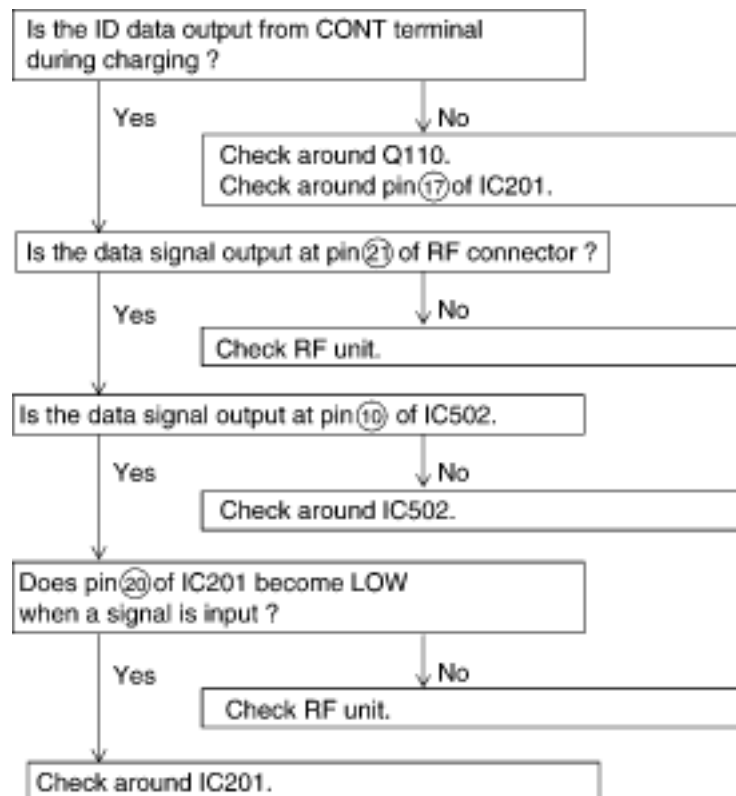 Is the ID data output from CONT terminal
during charging ?
Yes
No
Check around Q110.
Check around pin⑰of IC201.
Is the data signal output at pin㉑ of RF connector ?
Yes
No
Check RF unit.
Is the data signal output at pin⑩ of IC502.
Yes
No
Check around IC502.
Does pin⑳of IC201 become LOW
when a signal is input ?
Yes
No
Check RF unit.
Check around IC201.